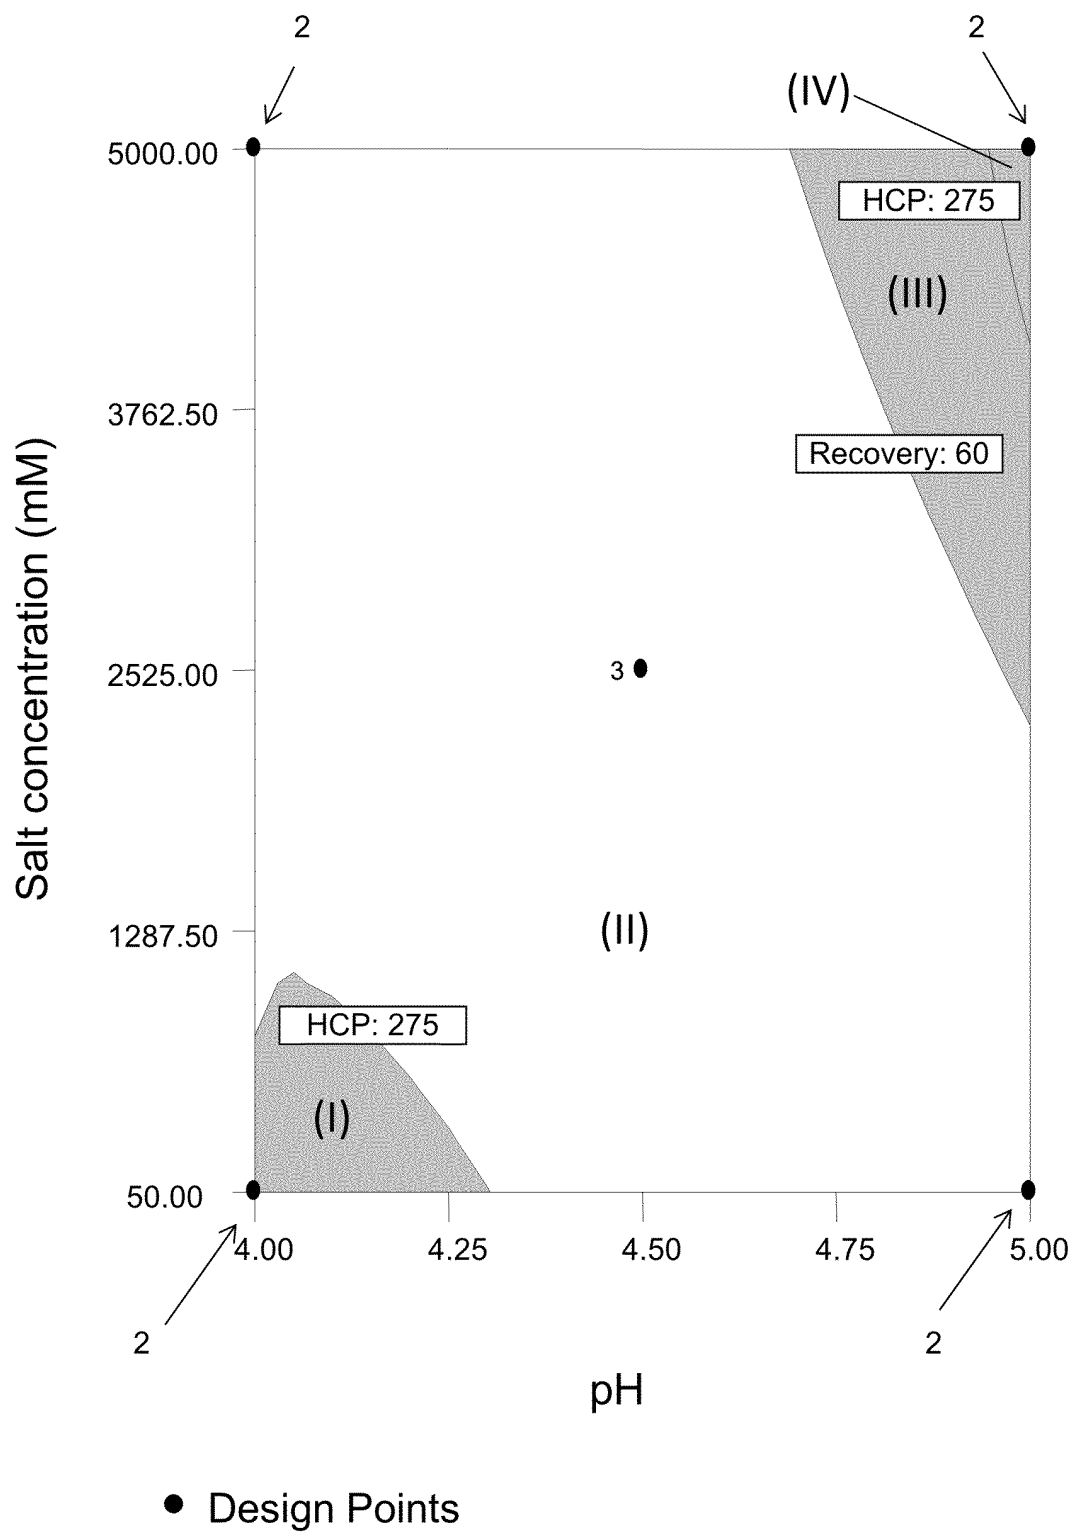 2
2
(IV)
5000.00
HCP: 275
(III)
3762.50
Recovery: 60
Salt concentration (mM)
2525.00
3
1287.50
(II)
HCP: 275
(I)
50.00
4.00
4.25
4.50
4.75
5.00
2
2
pH
Design Points